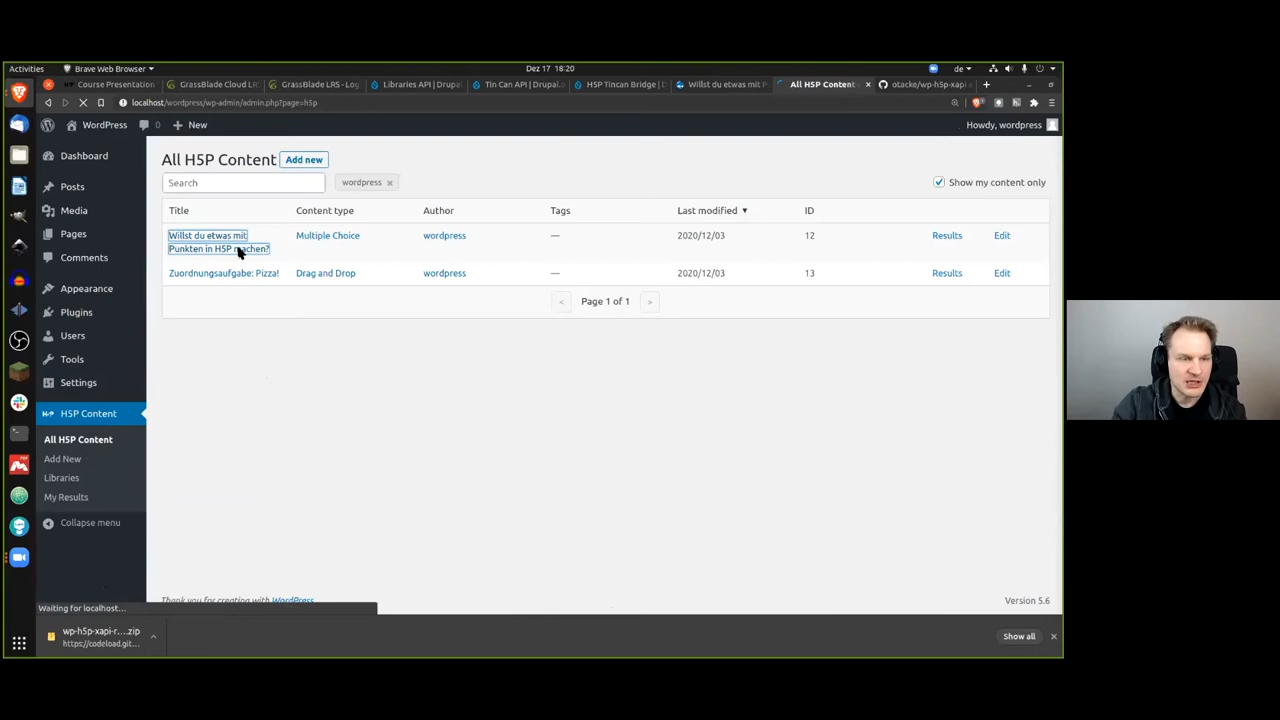 Activities Brave Web Browser Dez 17 18:20 de
Course Presentation GrassBlade Cloud LR GrassBlade LRS - Log Libraries API | Drupal Tin Can API | Drupal. H5P Tincan Bridge | D Willst du etwas mit P All H5P Content otacke/wp-h5p-xapi
localhost/wordpress/wp-admin/admin.php?page=h5p
WordPress 0 New Howdy, wordpress
Dashboard
Posts
Media
Pages
Comments
Appearance
Plugins
Users
Tools
Settings
H5P Content
All H5P Content
Add New
Libraries
My Results
Collapse menu
All H5P Content Add new
Search wordpress Show my content only
Title Content type Author Tags Last modified ▼ ID
Willst du etwas mit Multiple Choice wordpress — 2020/12/03 12 Results Edit
Punkten in H5P machen?
Zuordnungsaufgabe: Pizza! Drag and Drop wordpress — 2020/12/03 13 Results Edit
< Page 1 of 1 >
Thank you for creating with WordPress. Version 5.6
Waiting for localhost...
wp-h5p-xapi-r....zip
https://codeload.git... Show all